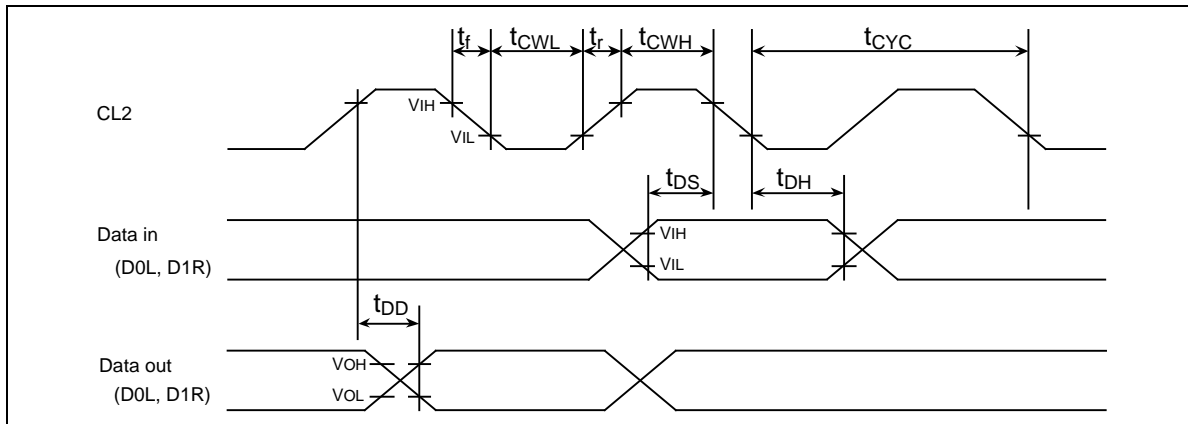 tf tCWL tr tCWH tCYC
CL2
VIH
VIL
tDS tDH
Data in
(D0L, D1R)
VIH
VIL
tDD
Data out
(D0L, D1R)
VOH
VOL